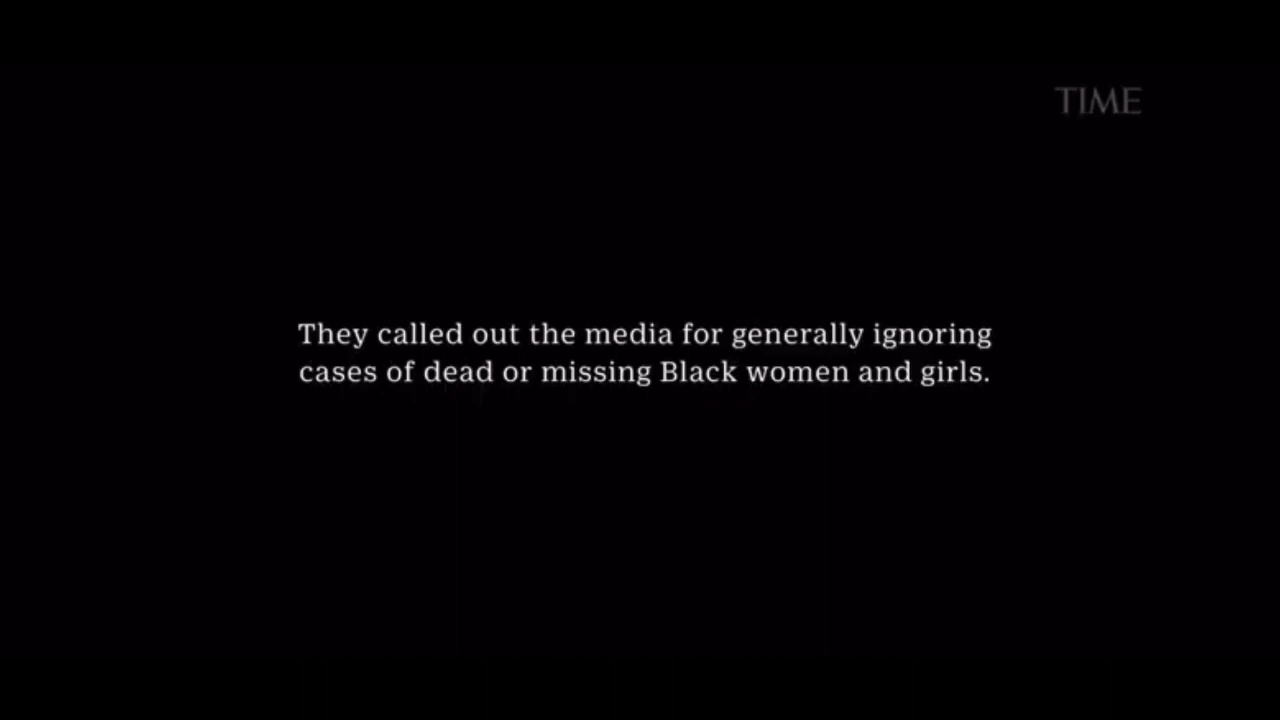 TIME
They called out the media for generally ignoring
cases of dead or missing Black women and girls.